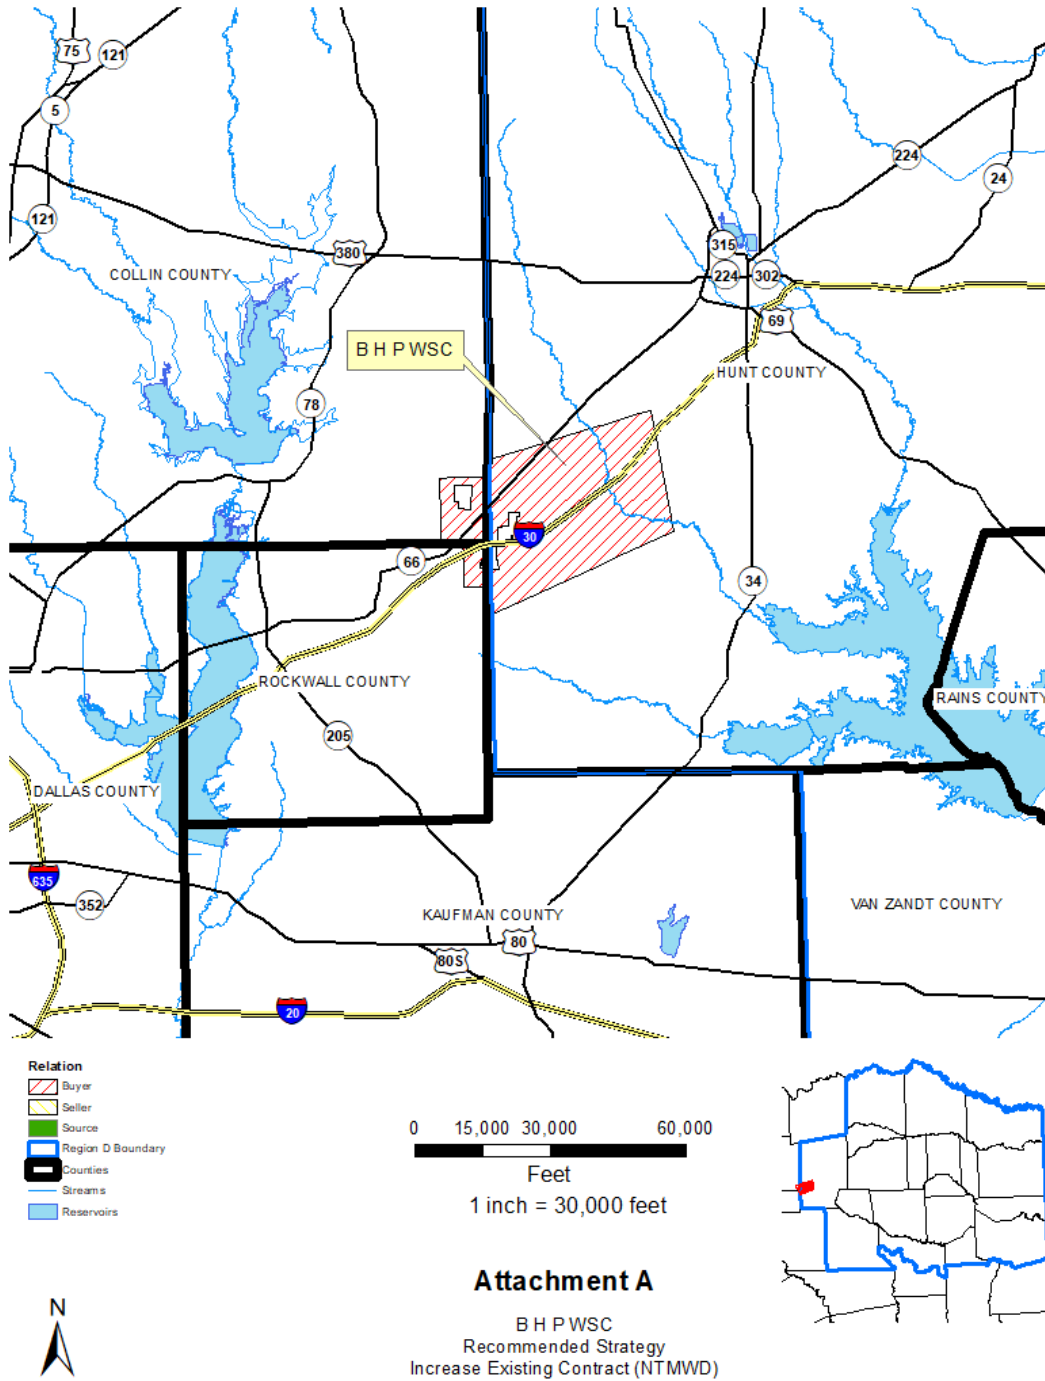 75
121
5
224
24
121
315
380
COLLIN COUNTY
224
302
69
B H P WSC
HUNT COUNTY
78
30
66
34
ROCKWALL COUNTY
RAINS COUNTY
205
DALLAS COUNTY
635
352
VAN ZANDT COUNTY
KAUFMAN COUNTY
80
80S
20
Relation
Buyer
Seller
Source
Region D Boundary
Counties
Streams
Reservoirs
0 15,000 30,000 60,000
Feet
1 inch = 30,000 feet
Attachment A
N
B H P WSC
Recommended Strategy
Increase Existing Contract (NTMWD)